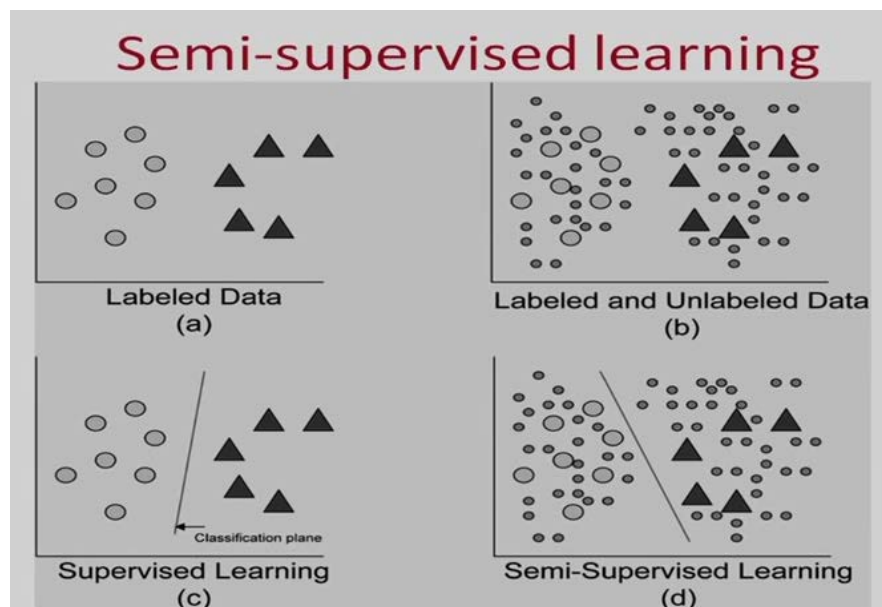 Semi-supervised learning
Labeled Data
(a)
Labeled and Unlabeled Data
(b)
Classification plane
Supervised Learning
(c)
Semi-Supervised Learning
(d)